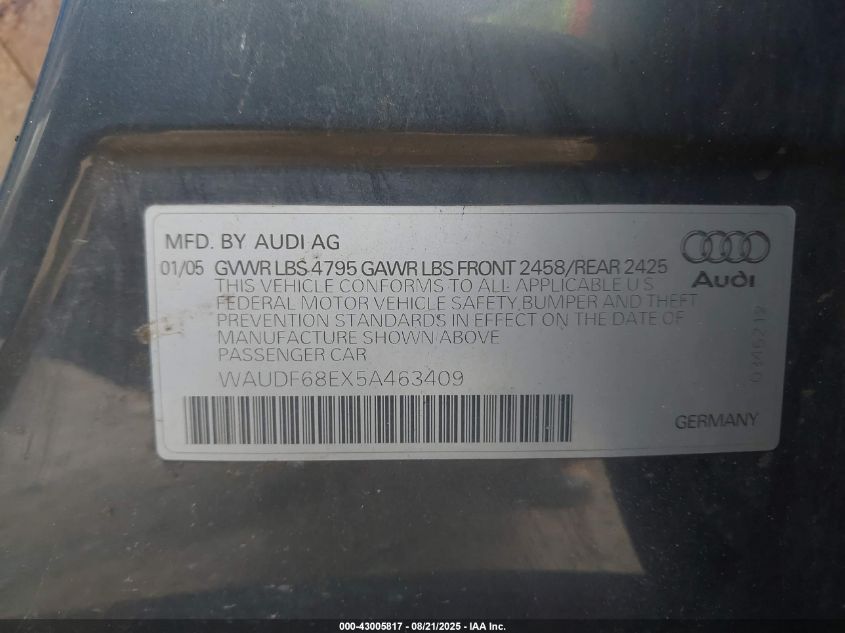 MFD. BY AUDI AG
01/05 GVWR LBS 4795 GAWR LBS FRONT 2458/REAR 2425
THIS VEHICLE CONFORMS TO ALL APPLICABLE U S
FEDERAL MOTOR VEHICLE SAFETY, BUMPER AND THEFT
PREVENTION STANDARDS IN EFFECT ON THE DATE OF
MANUFACTURE SHOWN ABOVE
PASSENGER CAR
WAUDF68EX5A463409
Audi
GERMANY
000-43005817 - 08/21/2025 - IAA Inc.